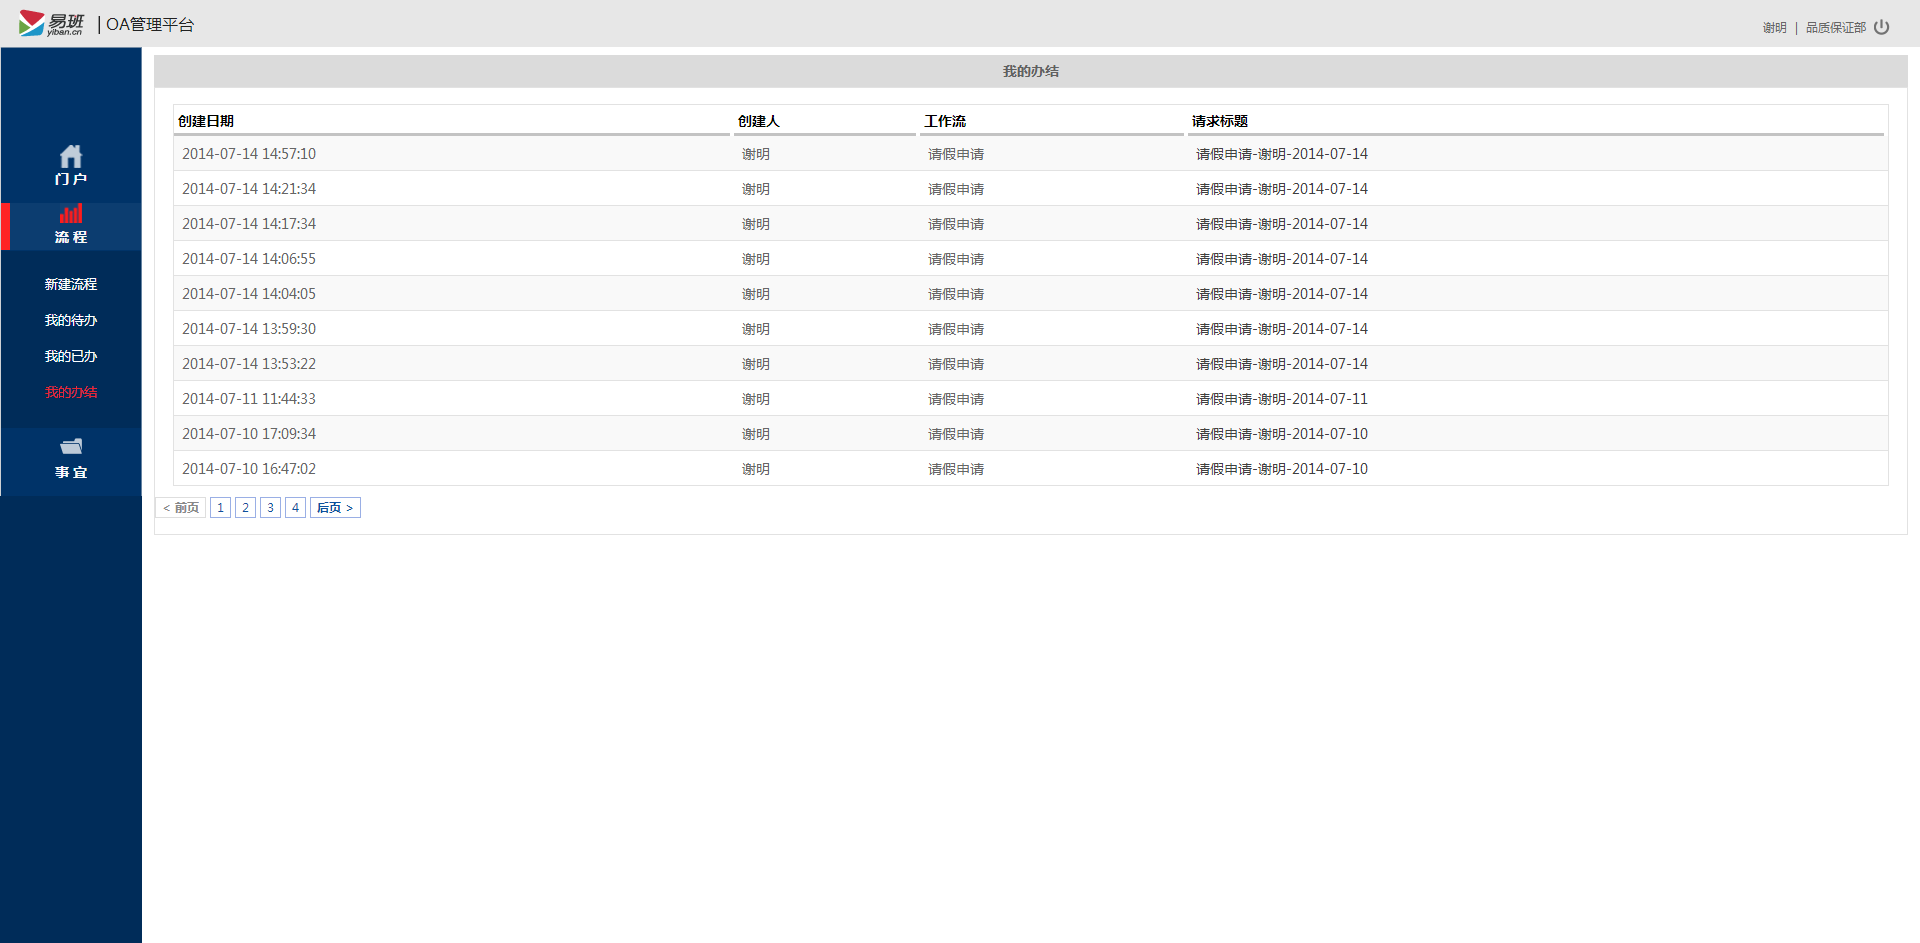 易班 yiban.cn | OA管理平台
谢明 | 品质保证部
门 户
流 程
新建流程
我的待办
我的已办
我的办结
事 宜
我的办结
创建日期 创建人 工作流 请求标题
2014-07-14 14:57:10 谢明 请假申请 请假申请-谢明-2014-07-14
2014-07-14 14:21:34 谢明 请假申请 请假申请-谢明-2014-07-14
2014-07-14 14:17:34 谢明 请假申请 请假申请-谢明-2014-07-14
2014-07-14 14:06:55 谢明 请假申请 请假申请-谢明-2014-07-14
2014-07-14 14:04:05 谢明 请假申请 请假申请-谢明-2014-07-14
2014-07-14 13:59:30 谢明 请假申请 请假申请-谢明-2014-07-14
2014-07-14 13:53:22 谢明 请假申请 请假申请-谢明-2014-07-14
2014-07-11 11:44:33 谢明 请假申请 请假申请-谢明-2014-07-11
2014-07-10 17:09:34 谢明 请假申请 请假申请-谢明-2014-07-10
2014-07-10 16:47:02 谢明 请假申请 请假申请-谢明-2014-07-10
< 前页 1 2 3 4 后页 >